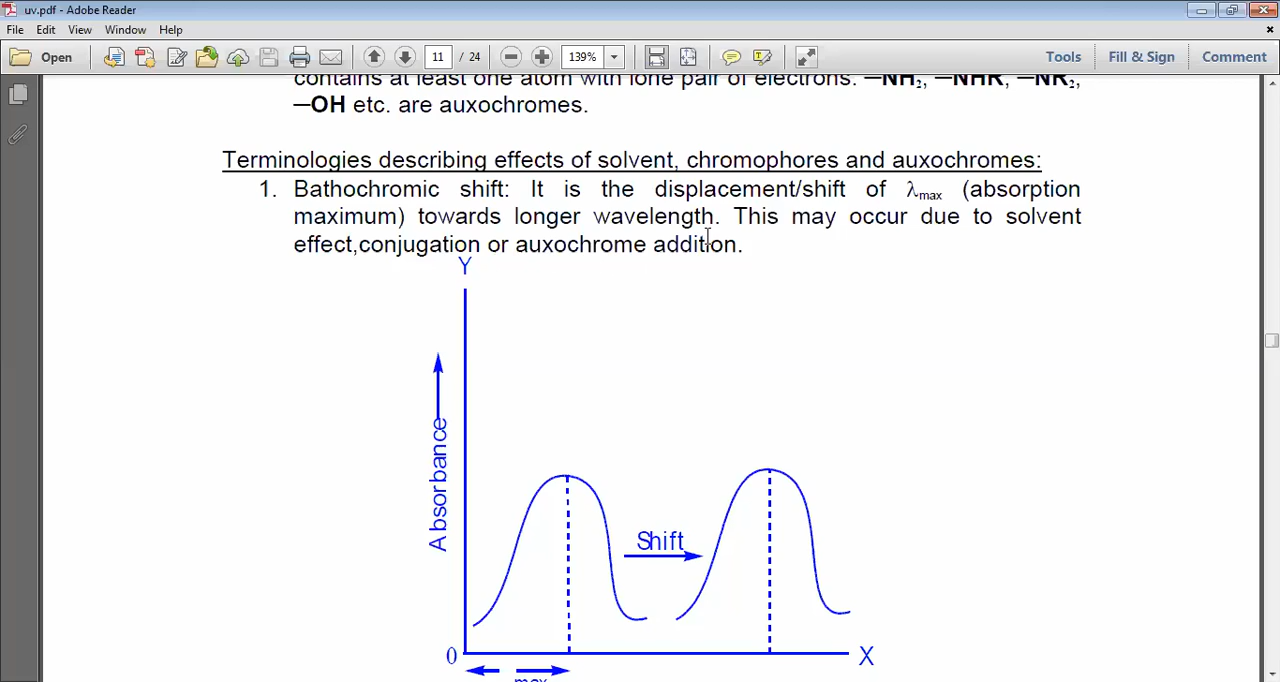 uv.pdf - Adobe Reader
File Edit View Window Help
Open 11 / 24 139% Tools Fill & Sign Comment
contains at least one atom with lone pair of electrons. ─NH₂, ─NHR, ─NR₂,
─OH etc. are auxochromes.
Terminologies describing effects of solvent, chromophores and auxochromes:
1. Bathochromic shift: It is the displacement/shift of λmax (absorption
maximum) towards longer wavelength. This may occur due to solvent
effect,conjugation or auxochrome addition.
Y
Absorbance
Shift
0
X
max